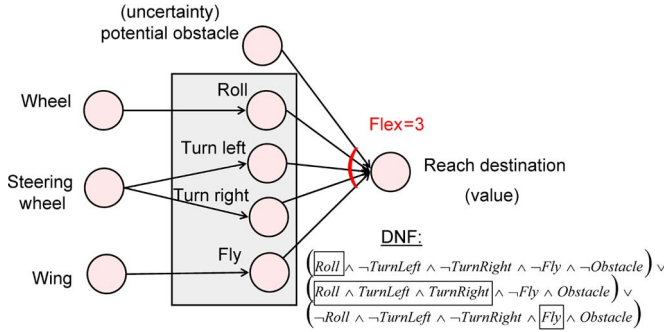 (uncertainty)
potential obstacle
Wheel
Roll
Flex=3
Turn left
Reach destination
(value)
Steering
wheel
Turn right
Fly
Wing
DNF:
(Roll ∧ ¬TurnLeft ∧ ¬TurnRight ∧ ¬Fly ∧ ¬Obstacle) ∨
(Roll ∧ TurnLeft ∧ TurnRight ∧ ¬Fly ∧ Obstacle) ∨
(¬Roll ∧ ¬TurnLeft ∧ ¬TurnRight ∧ Fly ∧ Obstacle)